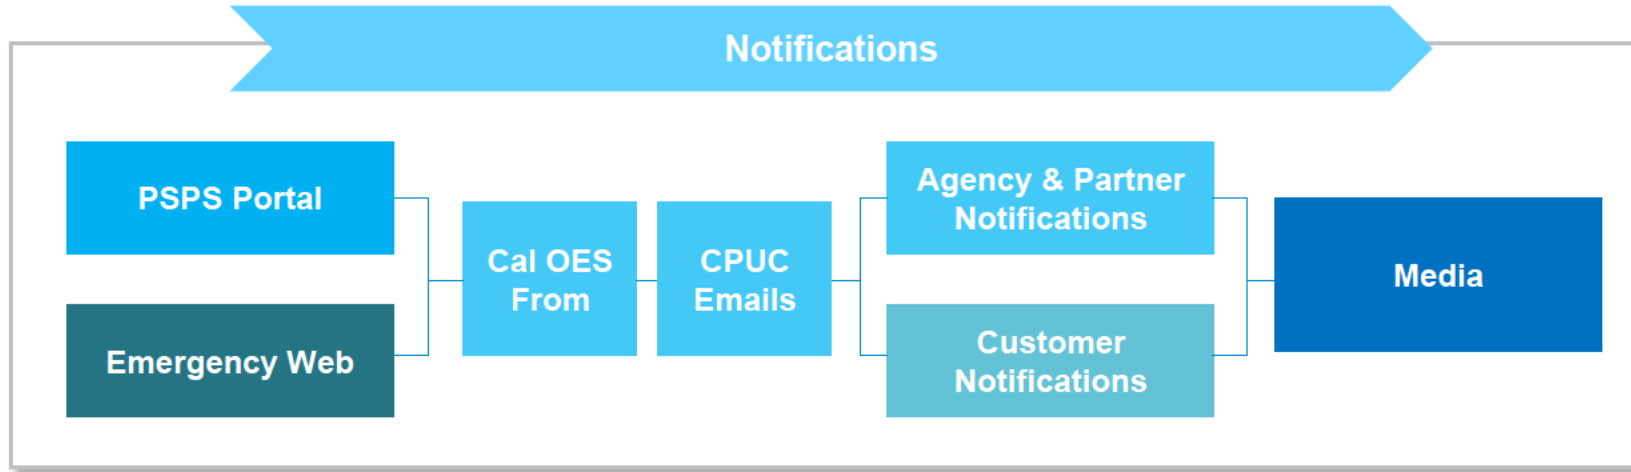 Notifications
PSPS Portal
Emergency Web
Cal OES
From
CPUC
Emails
Agency & Partner
Notifications
Customer
Notifications
Media